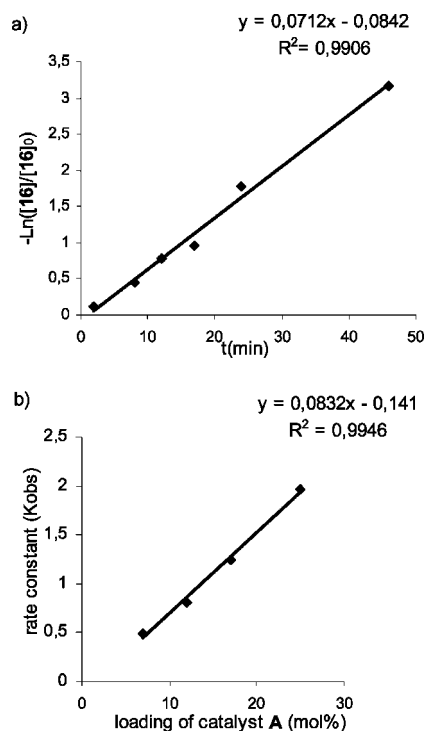 a)
y = 0,0712x - 0,0842
R² = 0,9906
-Ln([16]/[16]₀)
3,5
3
2,5
2
1,5
1
0,5
0
0 10 20 30 40 50
t(min)
b)
y = 0,0832x - 0,141
R² = 0,9946
rate constant (Kobs)
2,5
2
1,5
1
0,5
0
0 10 20 30
loading of catalyst A (mol%)